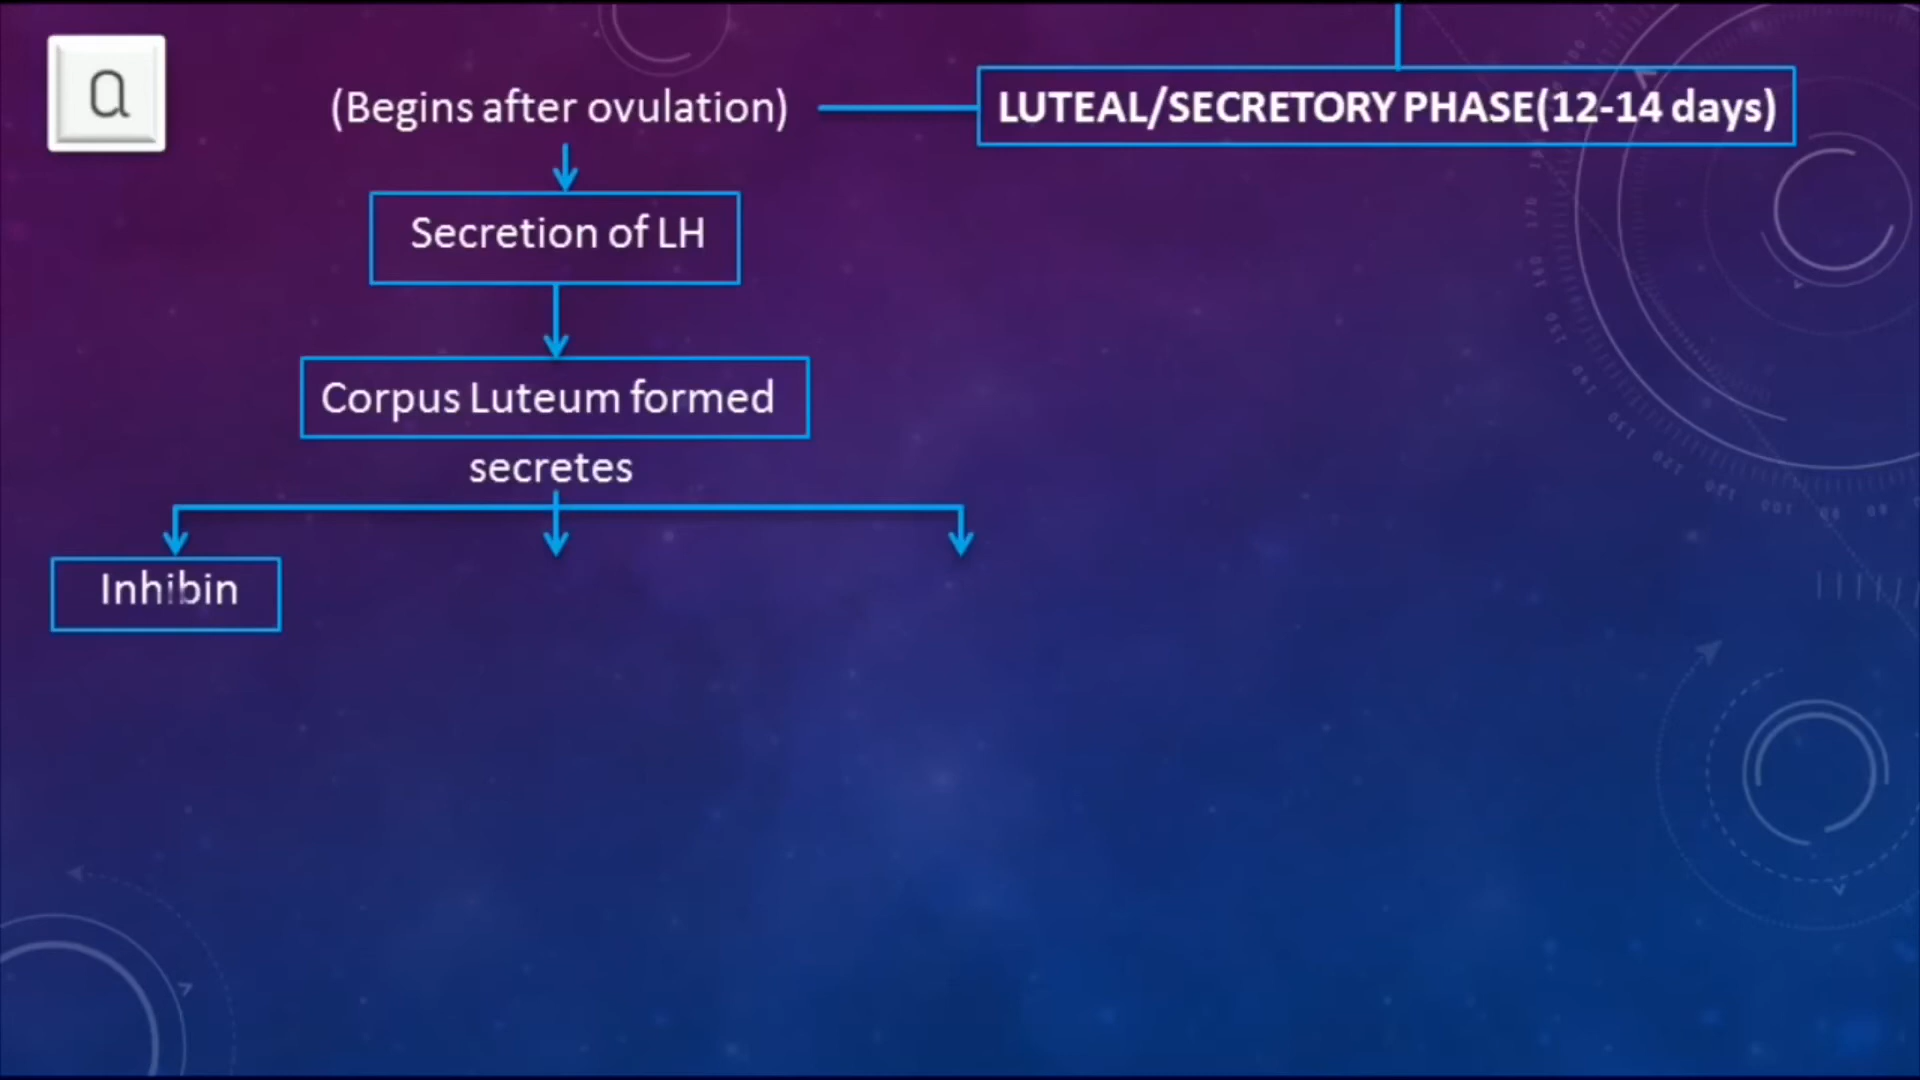 a
(Begins after ovulation)
LUTEAL/SECRETORY PHASE(12-14 days)
Secretion of LH
Corpus Luteum formed
secretes
Inhibin